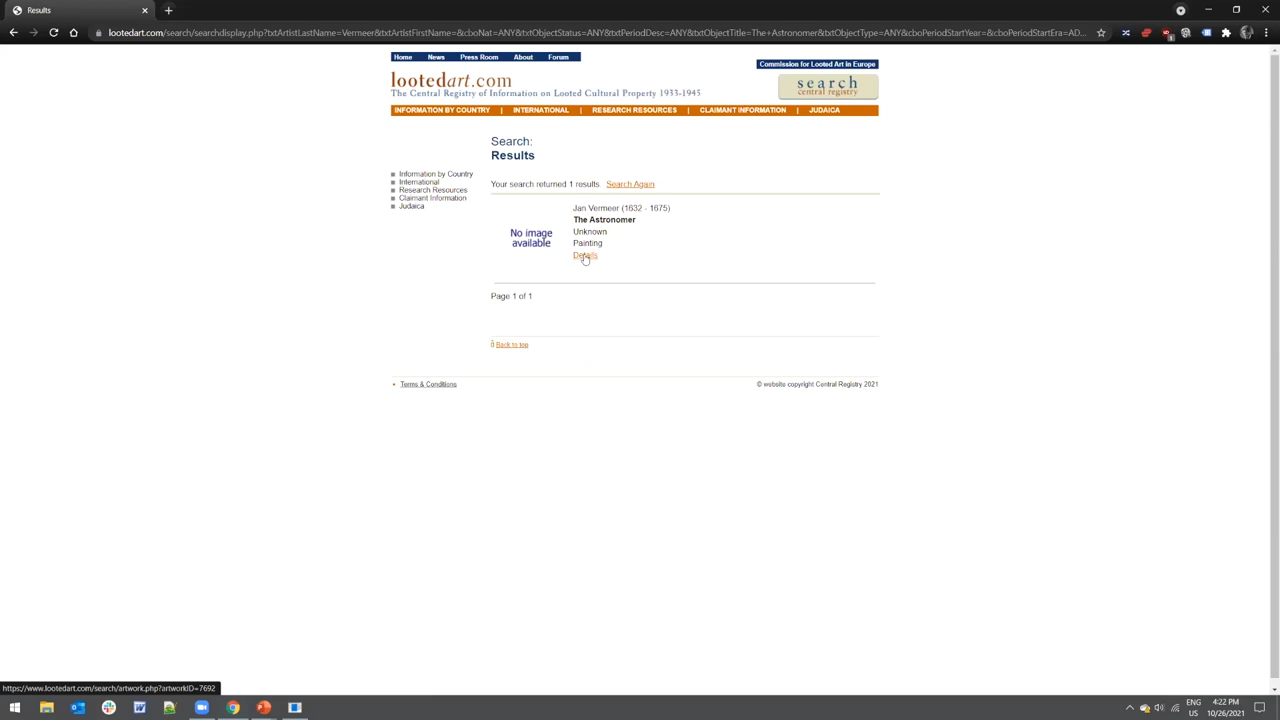 Results
lootedart.com/search/searchdisplay.php?txtArtistLastName=Vermeer&txtArtistFirstName=&cboNat=ANY&txtObjectStatus=ANY&txtPeriodDesc=ANY&txtObjectTitle=The+Astronomer&txtObjectType=ANY&cboPeriodStartYear=&cboPeriodStartEra=AD...
Home News Press Room About Forum
Commission for Looted Art in Europe
lootedart.com
The Central Registry of Information on Looted Cultural Property 1933-1945
search
central registry
INFORMATION BY COUNTRY | INTERNATIONAL | RESEARCH RESOURCES | CLAIMANT INFORMATION | JUDAICA
Search:
Results
Information by Country
International
Research Resources
Claimant Information
Judaica
Your search returned 1 results. Search Again
No image
available
Jan Vermeer (1632 - 1675)
The Astronomer
Unknown
Painting
Details
Page 1 of 1
Back to top
Terms & Conditions
© website copyright Central Registry 2021
https://www.lootedart.com/search/artwork.php?artworkID=7692
ENG
US
4:22 PM
10/26/2021